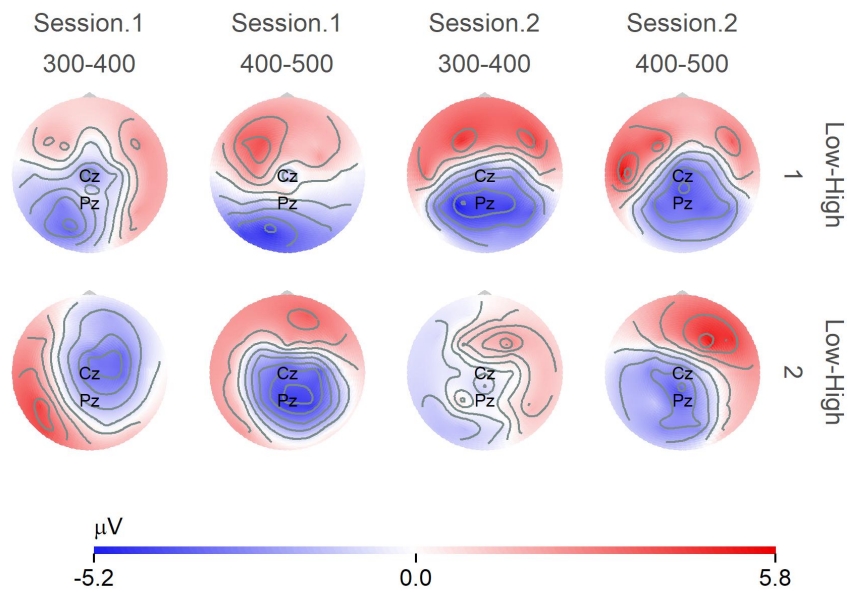 Session.1 Session.1 Session.2 Session.2
300-400 400-500 300-400 400-500
Cz Cz Cz Cz
Pz Pz Pz Pz
Low-High
1
Cz Cz Cz Cz
Pz Pz Pz Pz
Low-High
2
μV
-5.2 0.0 5.8